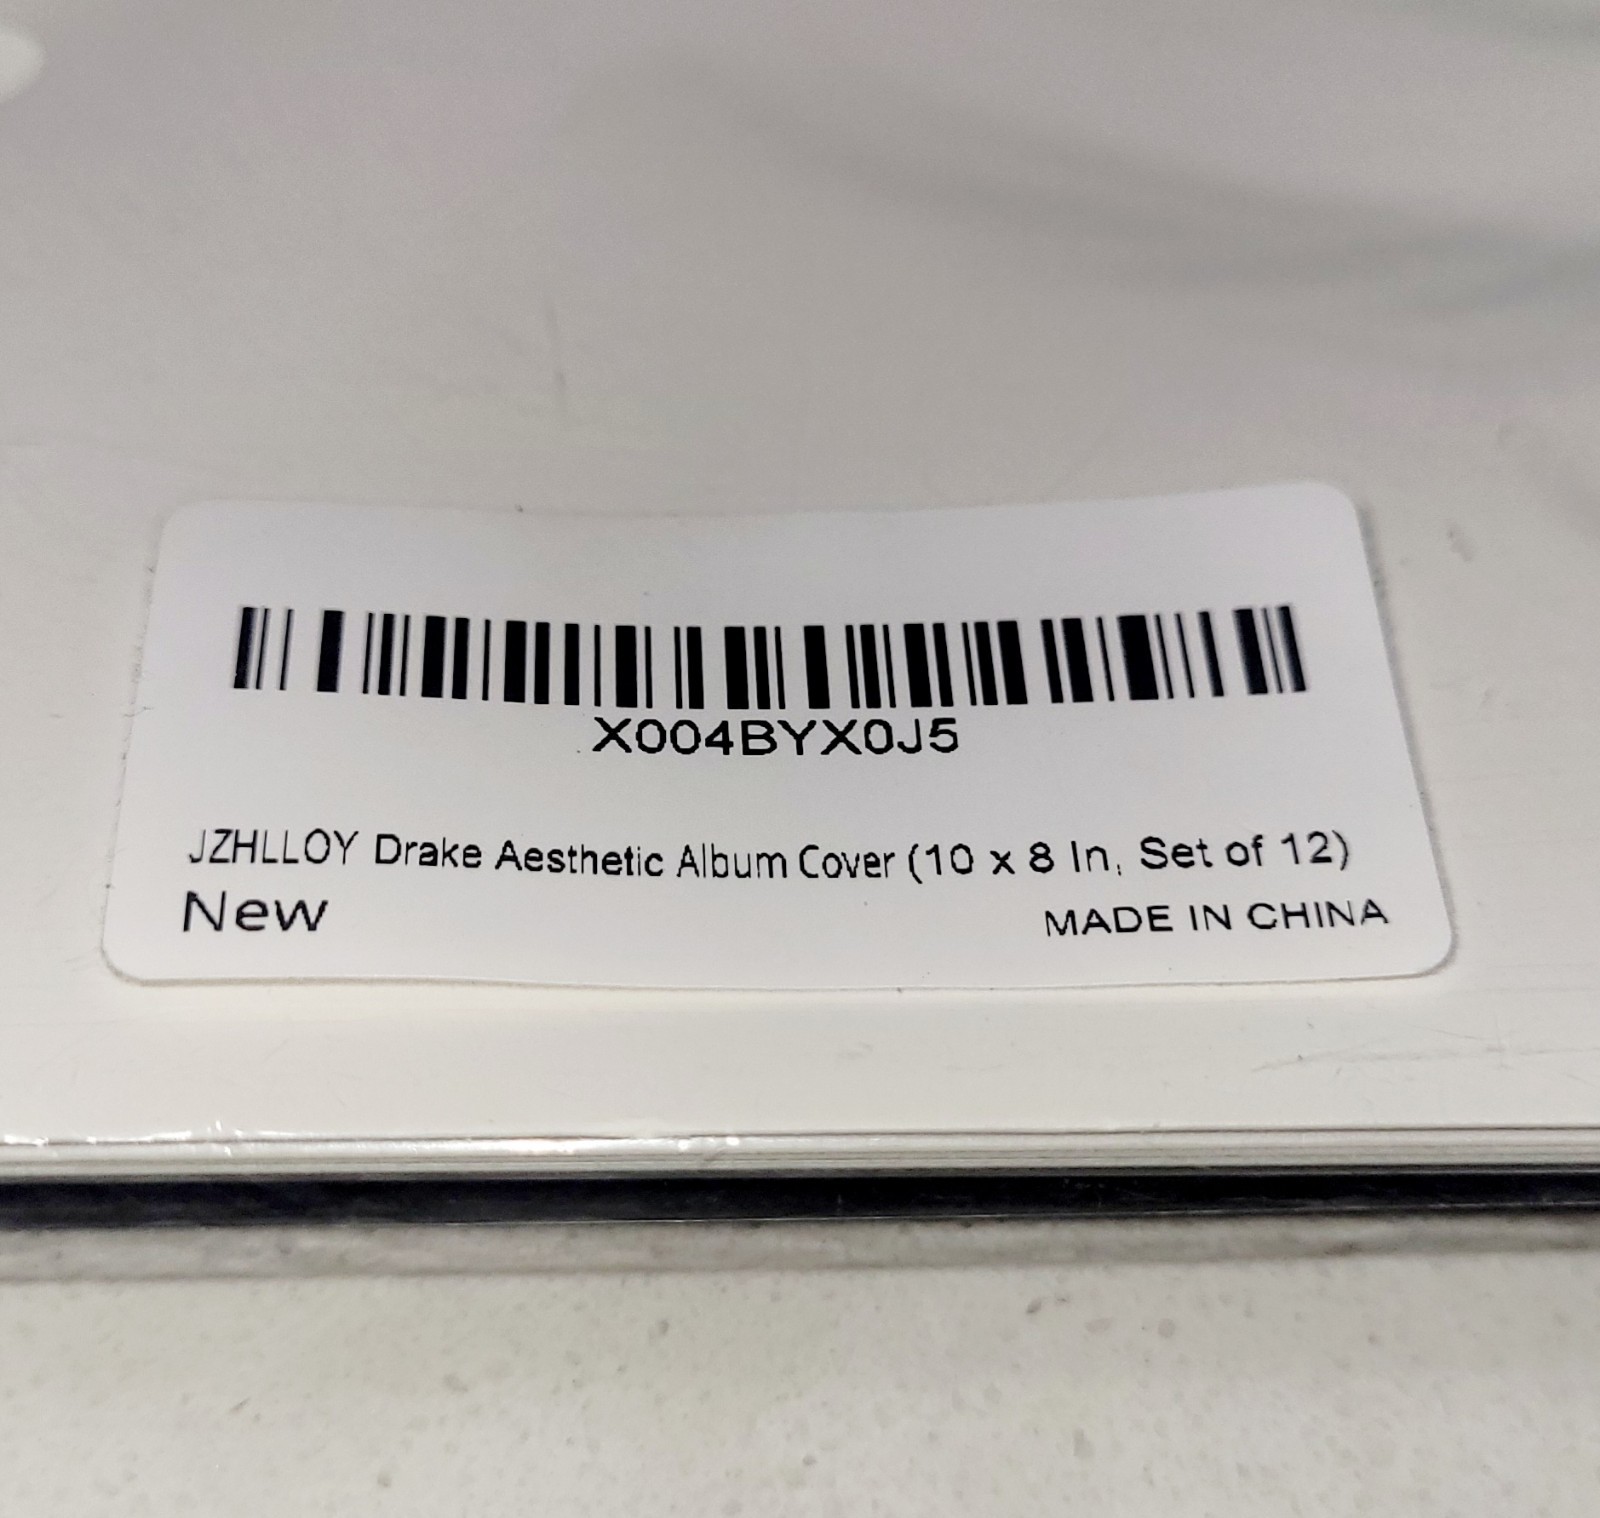 X004BYX0J5
JZHLLOY Drake Aesthetic Album Cover (10 x 8 In, Set of 12)
New
MADE IN CHINA